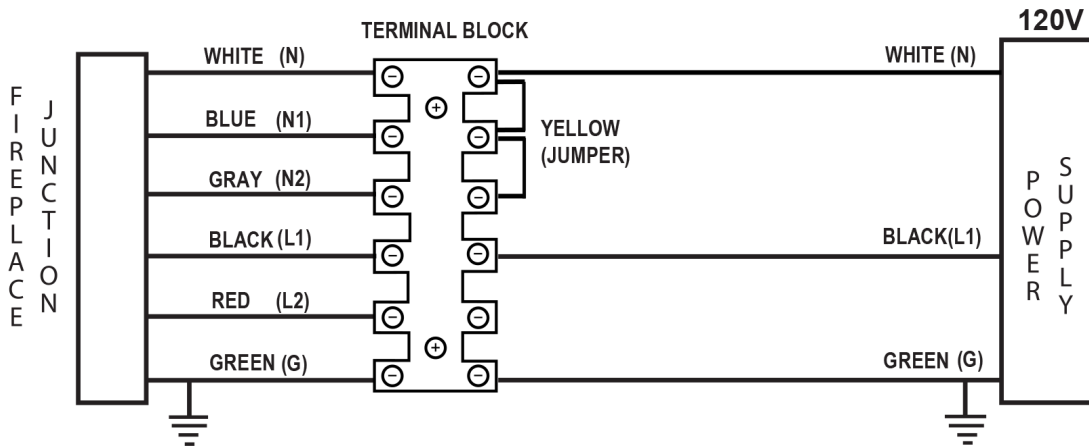 120V
TERMINAL BLOCK
FIREPLACE
JUNCTION
WHITE (N)
BLUE (N1)
GRAY (N2)
BLACK (L1)
RED (L2)
GREEN (G)
YELLOW
(JUMPER)
WHITE (N)
BLACK(L1)
GREEN (G)
POWER
SUPPLY